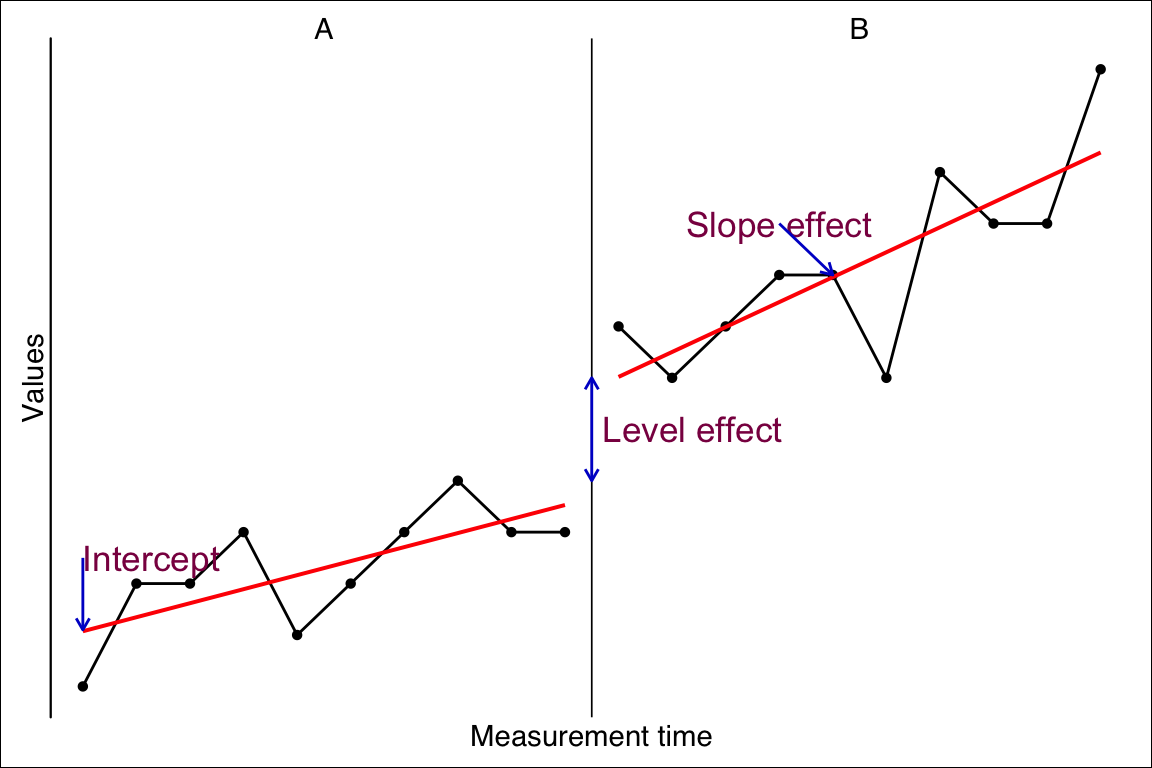 A
B
Slope effect
Values
Level effect
Intercept
Measurement time